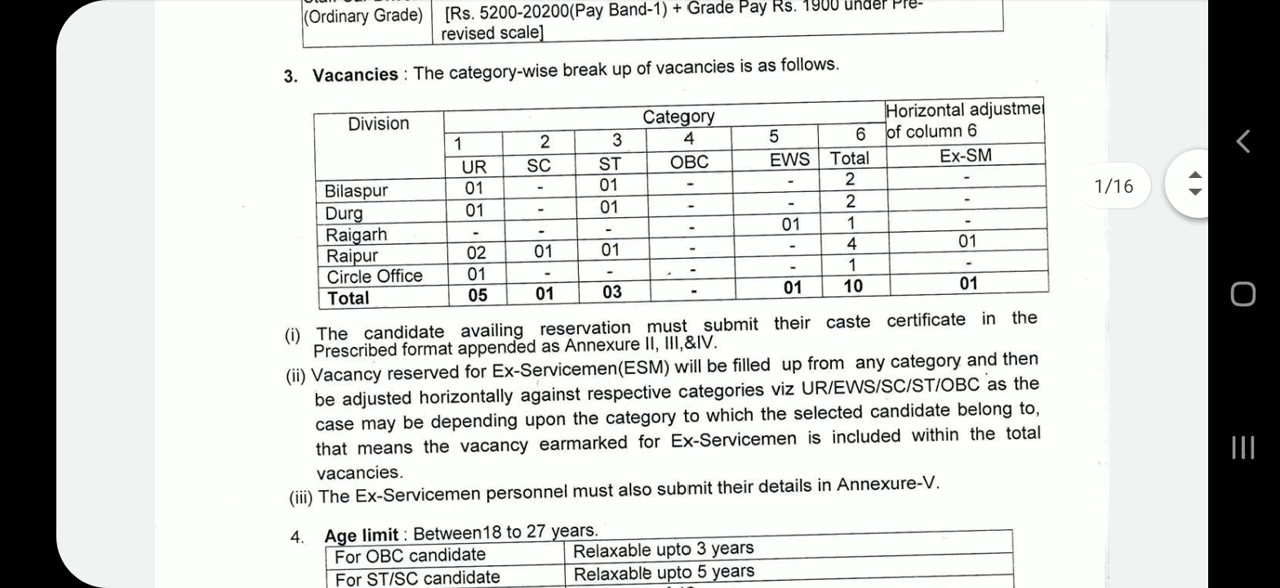 (Ordinary Grade) [Rs. 5200-20200(Pay Band-1) + Grade Pay Rs. 1900 under Pre-
revised scale]
3. Vacancies : The category-wise break up of vacancies is as follows.
Division Category Horizontal adjustme
1 2 3 4 5 6 of column 6
UR SC ST OBC EWS Total Ex-SM
Bilaspur 01 - 01 - - 2 -
Durg 01 - 01 - - 2 -
Raigarh - - - - 01 1 -
Raipur 02 01 01 - - 4 01
Circle Office 01 - - - - 1 -
Total 05 01 03 - 01 10 01
(i) The candidate availing reservation must submit their caste certificate in the
Prescribed format appended as Annexure II, III,&IV.
(ii) Vacancy reserved for Ex-Servicemen(ESM) will be filled up from any category and then
be adjusted horizontally against respective categories viz UR/EWS/SC/ST/OBC as the
case may be depending upon the category to which the selected candidate belong to,
that means the vacancy earmarked for Ex-Servicemen is included within the total
vacancies.
(iii) The Ex-Servicemen personnel must also submit their details in Annexure-V.
4. Age limit : Between18 to 27 years.
For OBC candidate Relaxable upto 3 years
For ST/SC candidate Relaxable upto 5 years
1/16